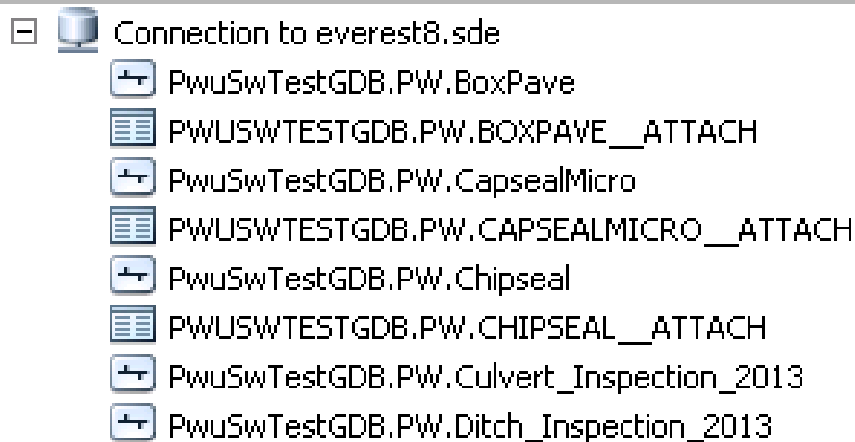 Connection to everest8.sde
PwuSwTestGDB.PW.BoxPave
PWUSWTESTGDB.PW.BOXPAVE__ATTACH
PwuSwTestGDB.PW.CapsealMicro
PWUSWTESTGDB.PW.CAPSEALMICRO__ATTACH
PwuSwTestGDB.PW.Chipseal
PWUSWTESTGDB.PW.CHIPSEAL__ATTACH
PwuSwTestGDB.PW.Culvert_Inspection_2013
PwuSwTestGDB.PW.Ditch_Inspection_2013